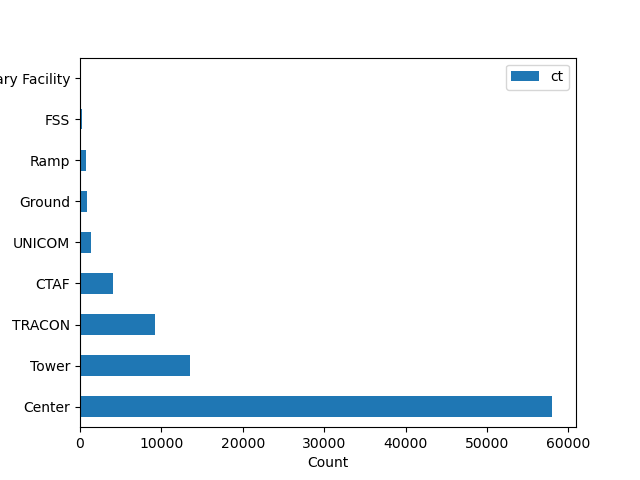 ct
ary Facility
FSS
Ramp
Ground
UNICOM
CTAF
TRACON
Tower
Center
0 10000 20000 30000 40000 50000 60000
Count